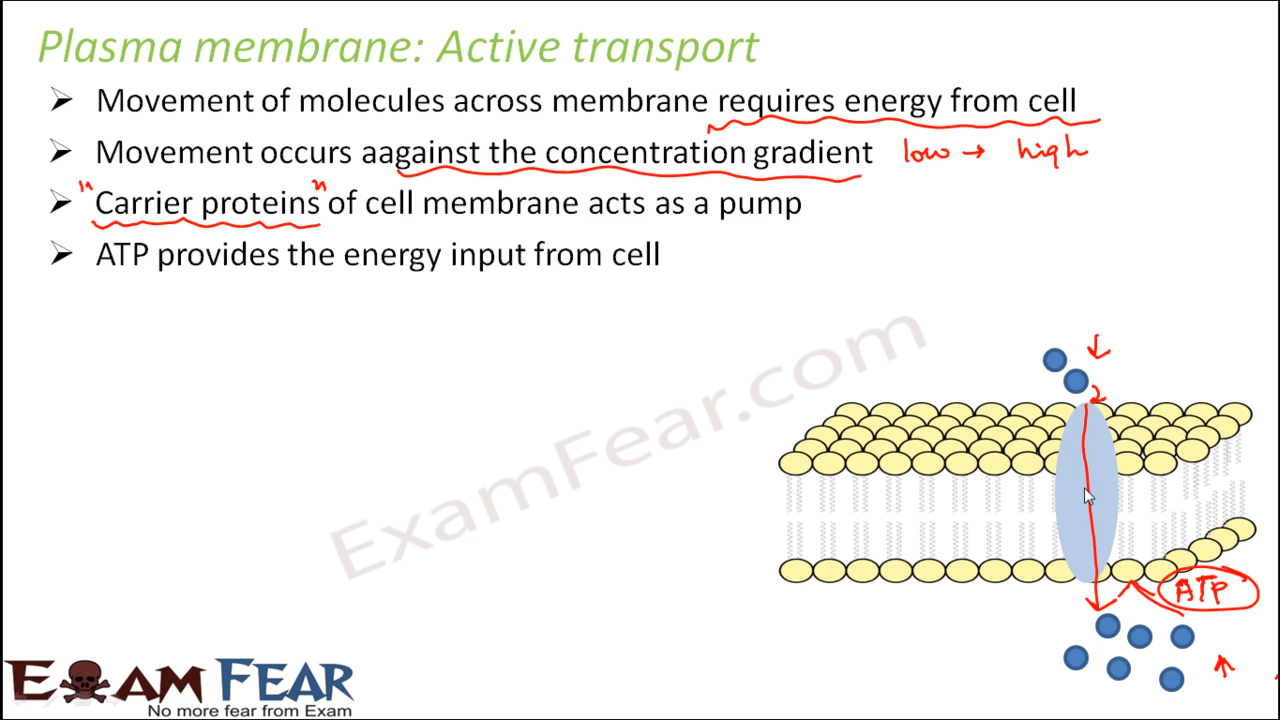 Plasma membrane: Active transport
➢ Movement of molecules across membrane requires energy from cell
➢ Movement occurs aagainst the concentration gradient low → high
➢ "Carrier proteins" of cell membrane acts as a pump
➢ ATP provides the energy input from cell
ExamFear.com
ATP
EXAM FEAR
No more fear from Exam